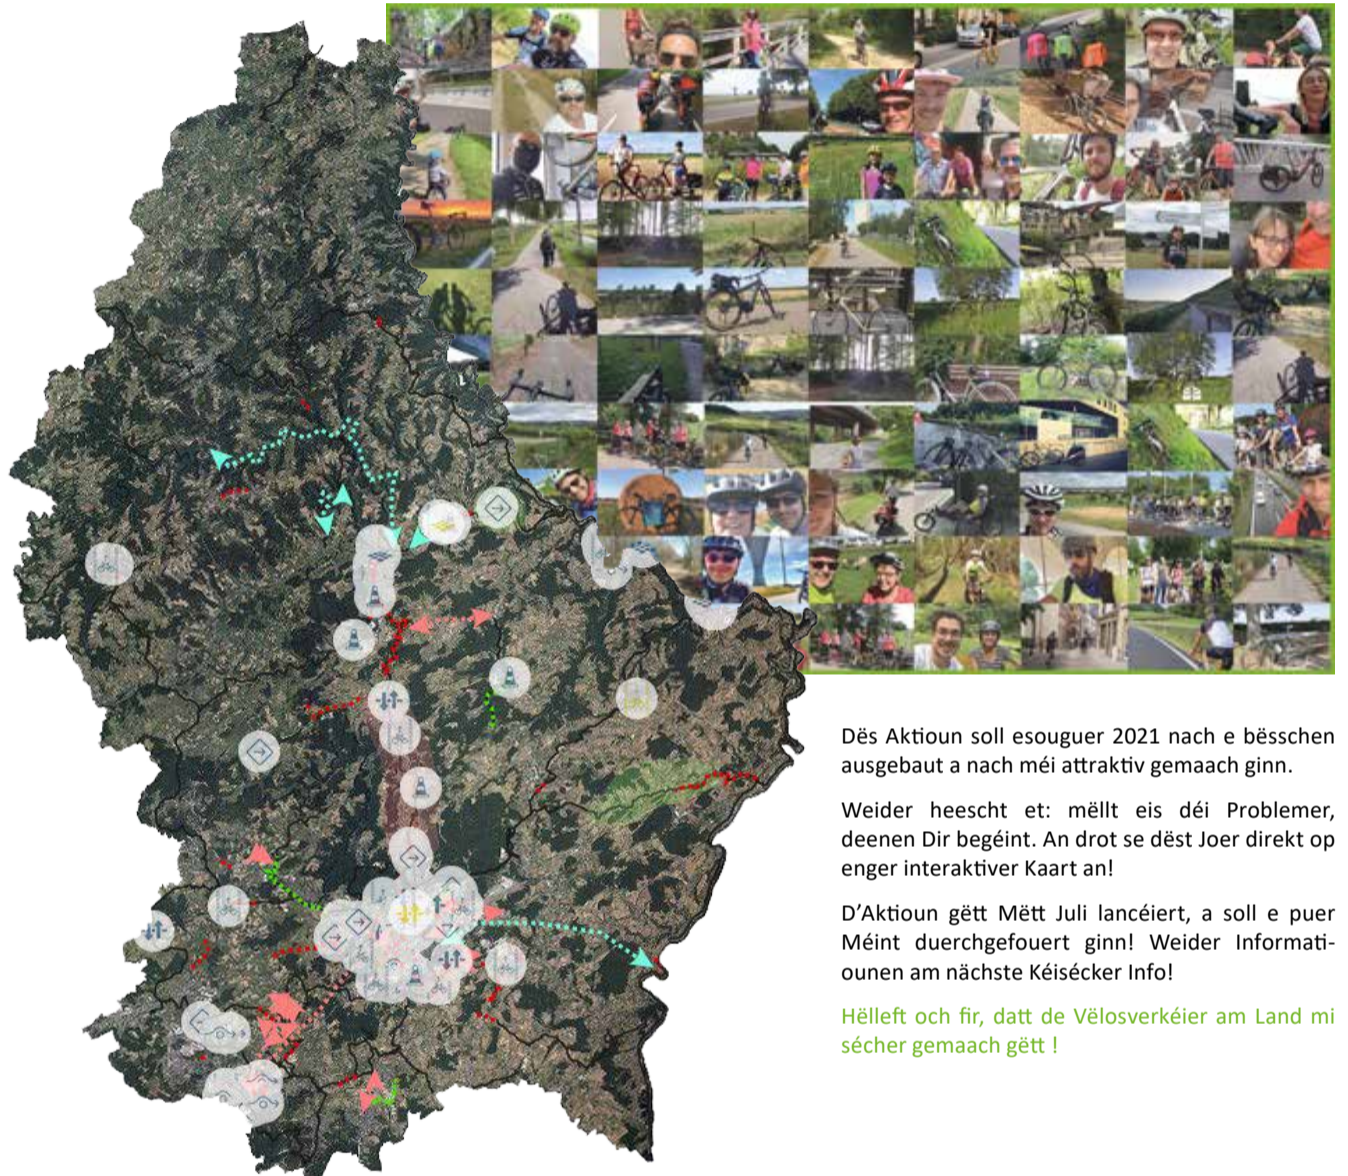 Dës Aktioun soll esouguer 2021 nach e bësschen
ausgebaut a nach méi attraktiv gemaach ginn.
Weider heescht et: mëllt eis déi Problemer,
deenen Dir begéint. An drot se dëst Joer direkt op
enger interaktiver Kaart an!
D'Aktioun gëtt Mëtt Juli lancéiert, a soll e puer
Méint duerchgefouert ginn! Weider Informati-
ounen am nächste Kéisécker Info!
Hëlleft och fir, datt de Vëlosverkéier am Land mi
sécher gemaach gëtt !